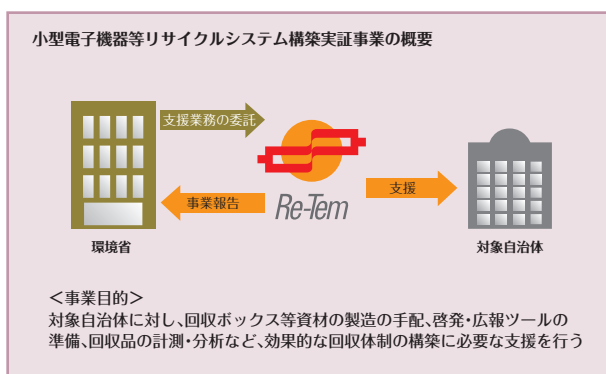 小型電子機器等リサイクルシステム構築実証事業の概要
支援業務の委託
事業報告
Re-Tem
支援
環境省
対象自治体
＜事業目的＞
対象自治体に対し、回収ボックス等資材の製造の手配、啓発・広報ツールの
準備、回収品の計測・分析など、効果的な回収体制の構築に必要な支援を行う